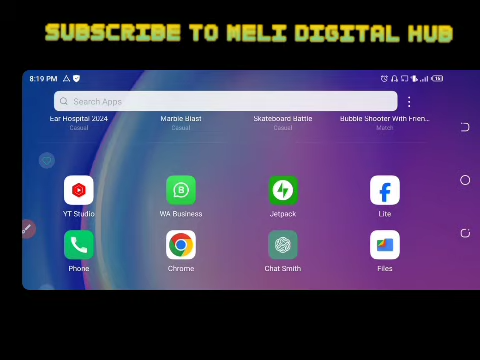 SUBSCRIBE TO MELI DIGITAL HUB
8:19 PM
Search Apps
Ear Hospital 2024 Marble Blast Skateboard Battle Bubble Shooter With Frien...
Casual Casual Casual Match
YT Studio WA Business Jetpack Lite
Phone Chrome Chat Smith Files